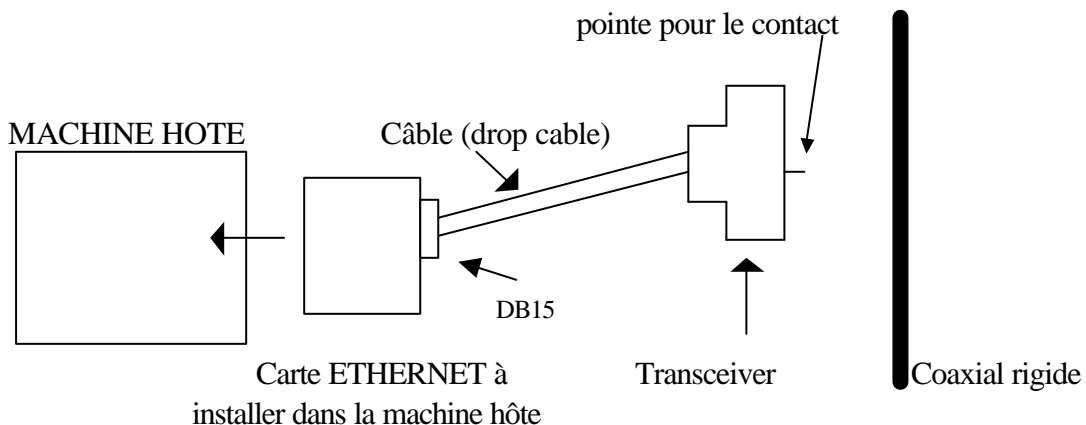 pointe pour le contact
MACHINE HOTE
Câble (drop cable)
DB15
Carte ETHERNET à
installer dans la machine hôte
Transceiver
Coaxial rigide